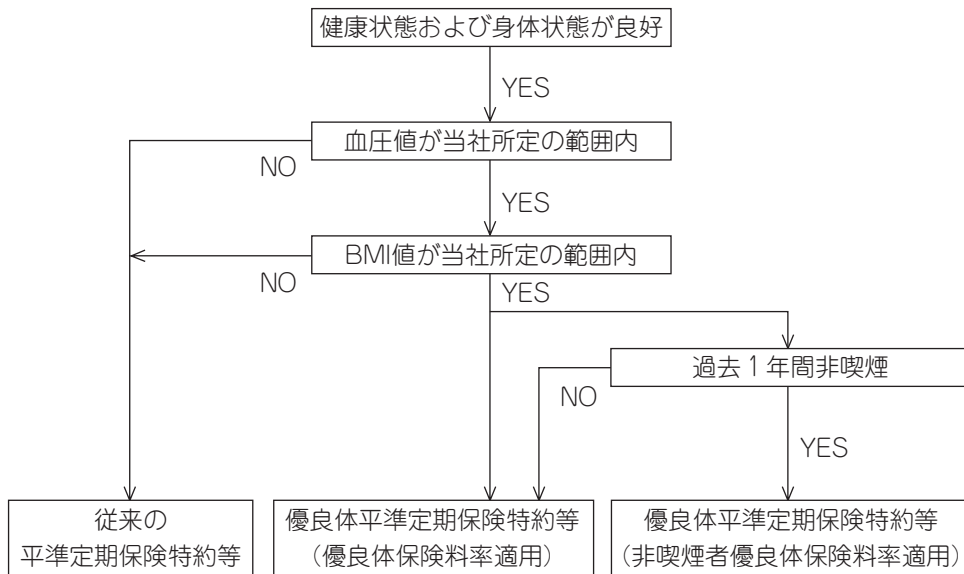 健康状態および身体状態が良好
YES
血圧値が当社所定の範囲内
NO
YES
BMI値が当社所定の範囲内
NO
YES
過去1年間非喫煙
NO
YES
従来の
平準定期保険特約等
優良体平準定期保険特約等
(優良体保険料率適用)
優良体平準定期保険特約等
(非喫煙者優良体保険料率適用)